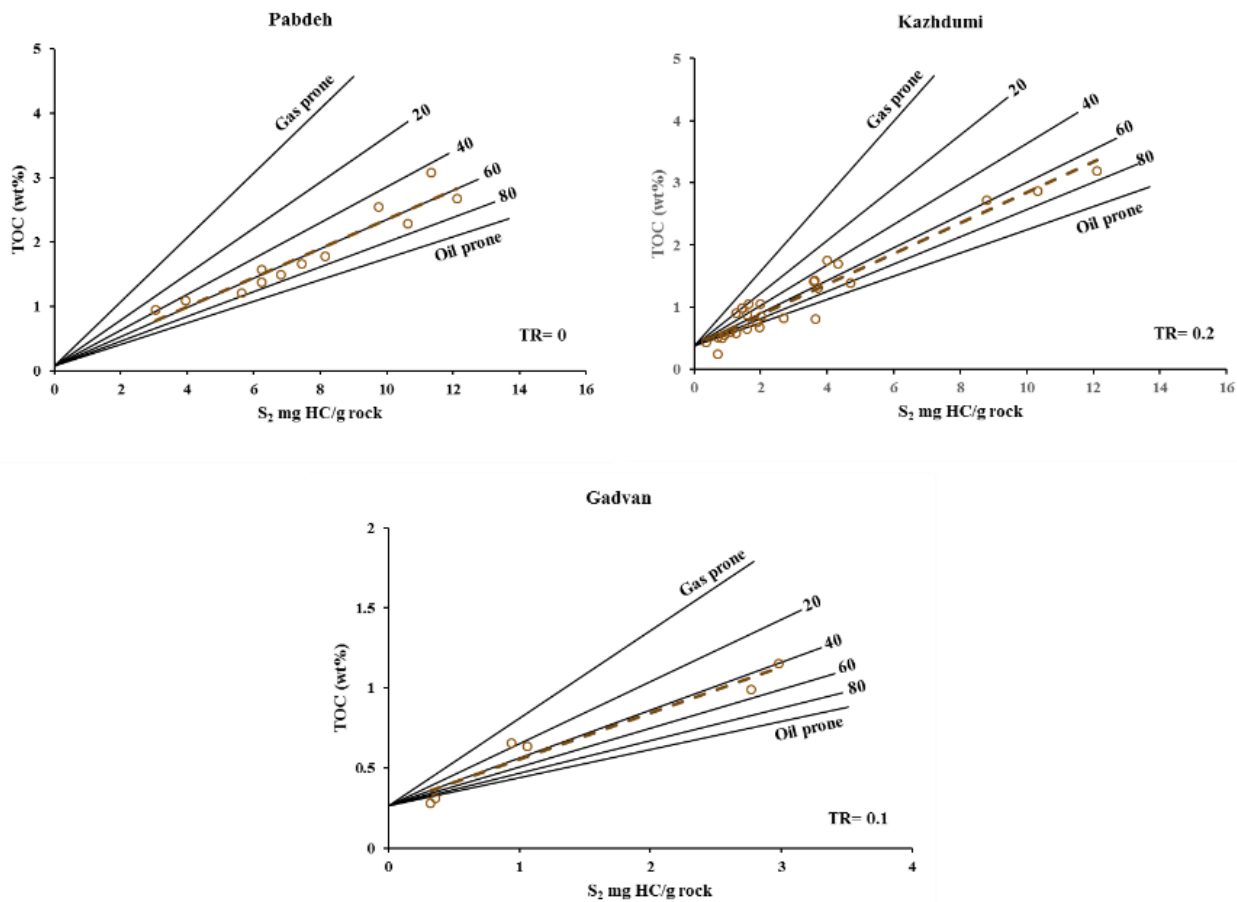 Pabdeh
5
4
3
2
1
0
TOC (wt%)
Gas prone
20
40
60
80
Oil prone
TR= 0
0 2 4 6 8 10 12 14 16
S₂ mg HC/g rock
Kazhdumi
5
4
3
2
1
0
TOC (wt%)
Gas prone
20
40
60
80
Oil prone
TR= 0.2
0 2 4 6 8 10 12 14 16
S₂ mg HC/g rock
Gadvan
2
1.5
1
0.5
0
TOC (wt%)
Gas prone
20
40
60
80
Oil prone
TR= 0.1
0 1 2 3 4
S₂ mg HC/g rock